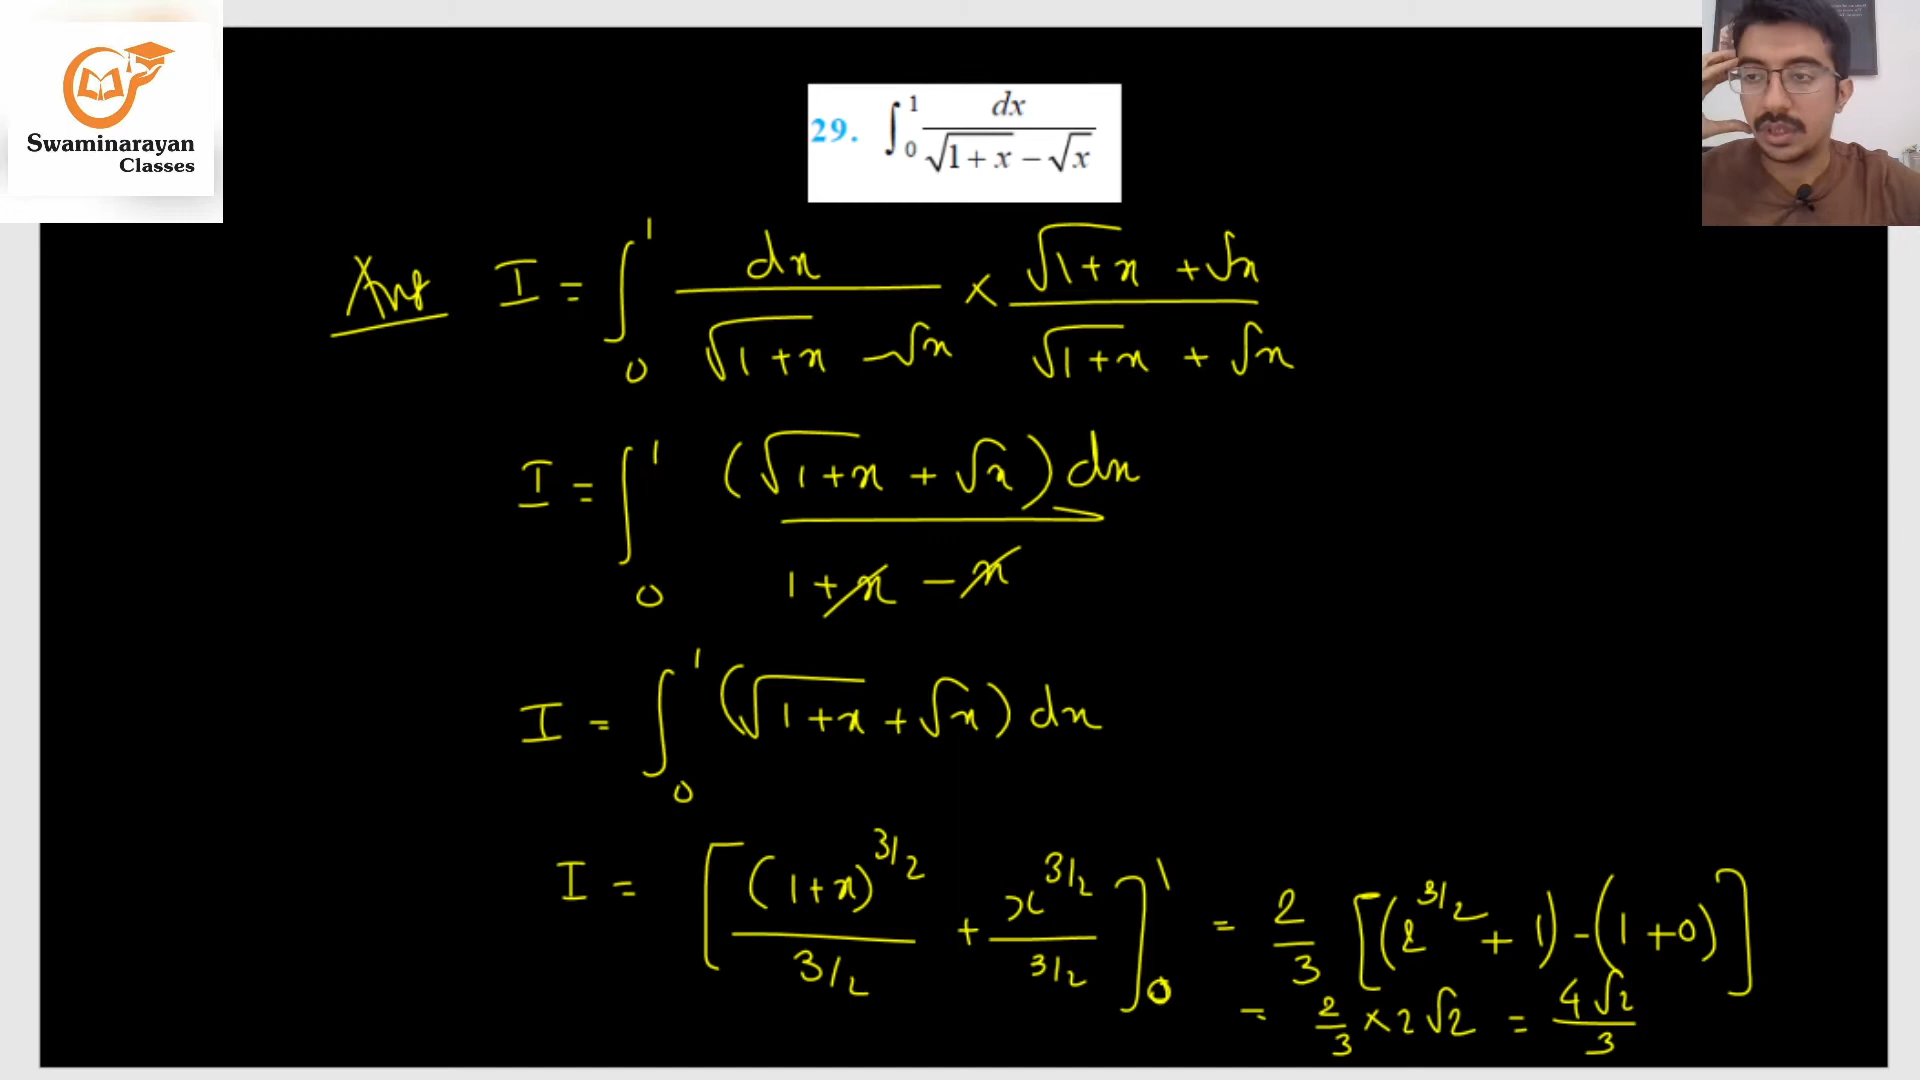 Swaminarayan
Classes
29. ∫₀¹ dx / (√(1+x) − √x)
Ans I = ∫₀¹ dx / (√(1+x) − √x) × (√(1+x) + √x) / (√(1+x) + √x)
I = ∫₀¹ (√(1+x) + √x) dx / (1 + x − x)
I = ∫₀¹ (√(1+x) + √x) dx
I = [ (1+x)^(3/2) / (3/2) + x^(3/2) / (3/2) ]₀¹ = 2/3 [ (2^(3/2) + 1) − (1 + 0) ]
= 2/3 × 2√2 = 4√2 / 3